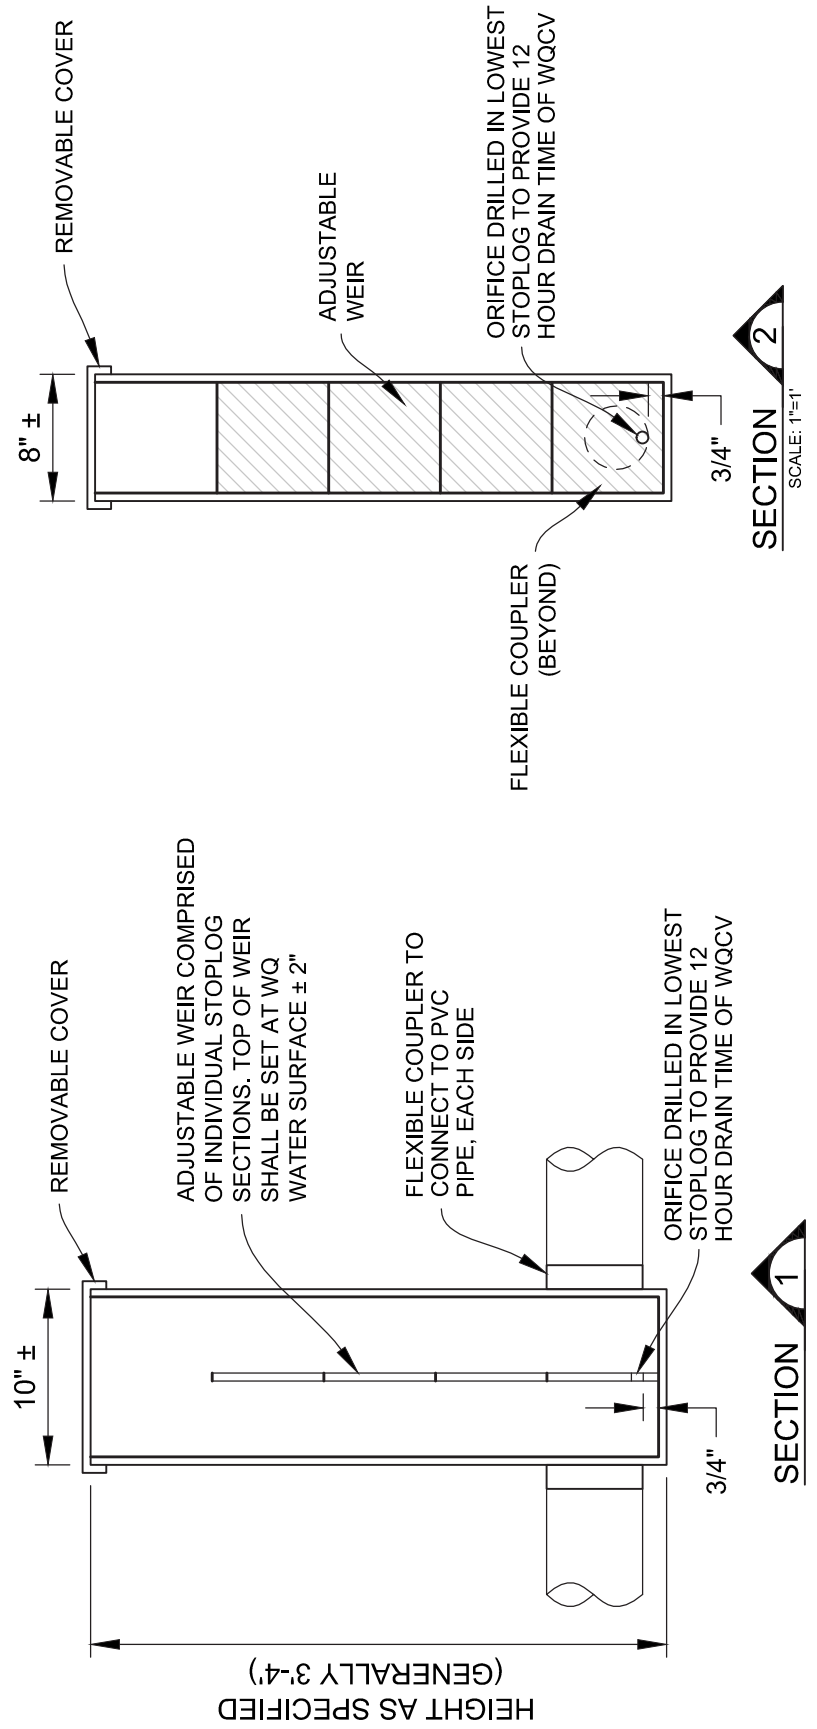 HEIGHT AS SPECIFIED
(GENERALLY 3'-4')
10" ±
REMOVABLE COVER
ADJUSTABLE WEIR COMPRISED
OF INDIVIDUAL STOPLOG
SECTIONS. TOP OF WEIR
SHALL BE SET AT WQ
WATER SURFACE ± 2"
FLEXIBLE COUPLER TO
CONNECT TO PVC
PIPE, EACH SIDE
ORIFICE DRILLED IN LOWEST
STOPLOG TO PROVIDE 12
HOUR DRAIN TIME OF WQCV
3/4"
SECTION
1
8" ±
REMOVABLE COVER
ADJUSTABLE
WEIR
ORIFICE DRILLED IN LOWEST
STOPLOG TO PROVIDE 12
HOUR DRAIN TIME OF WQCV
FLEXIBLE COUPLER
(BEYOND)
3/4"
SECTION
2
SCALE: 1"=1'